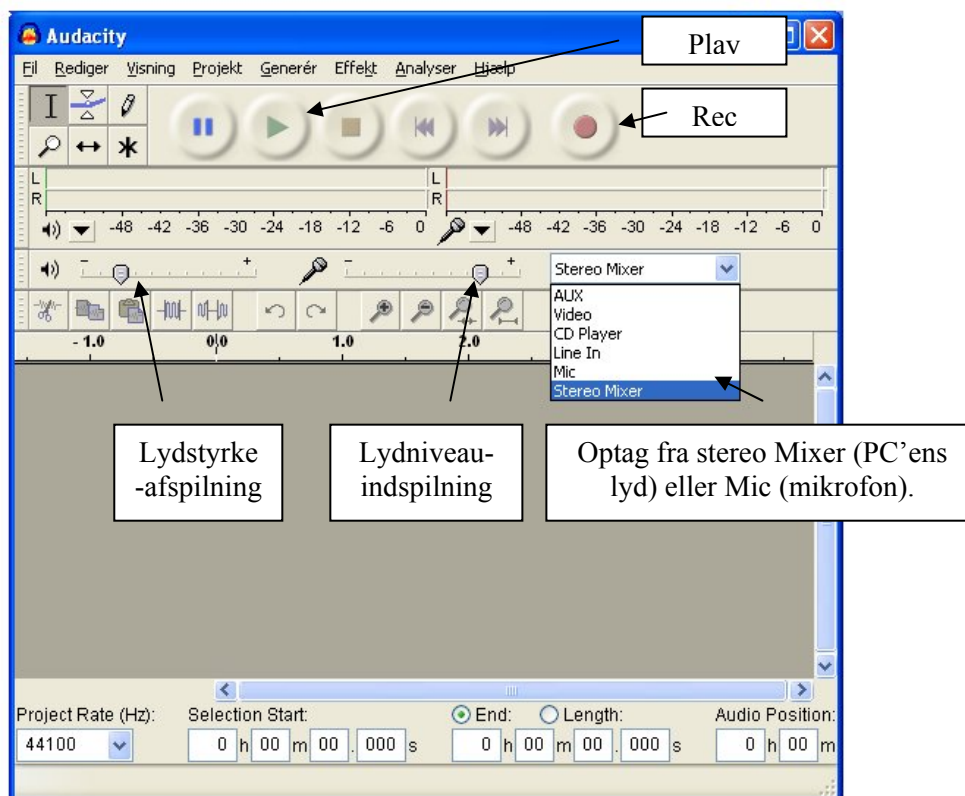 Audacity
Plav
Fil Rediger Visning Projekt Generér Effekt Analyser Hjælp
Rec
L L
R R
-48 -42 -36 -30 -24 -18 -12 -6 0 -48 -42 -36 -30 -24 -18 -12 -6 0
- + - + Stereo Mixer
AUX
Video
CD Player
Line In
Mic
Stereo Mixer
- 1.0 0,0 1.0 2.0
Lydstyrke
-afspilning
Lydniveau-
indspilning
Optag fra stereo Mixer (PC’ens
lyd) eller Mic (mikrofon).
Project Rate (Hz): Selection Start: End: Length: Audio Position:
44100 0 h 00 m 00 . 000 s 0 h 00 m 00 . 000 s 0 h 00 m